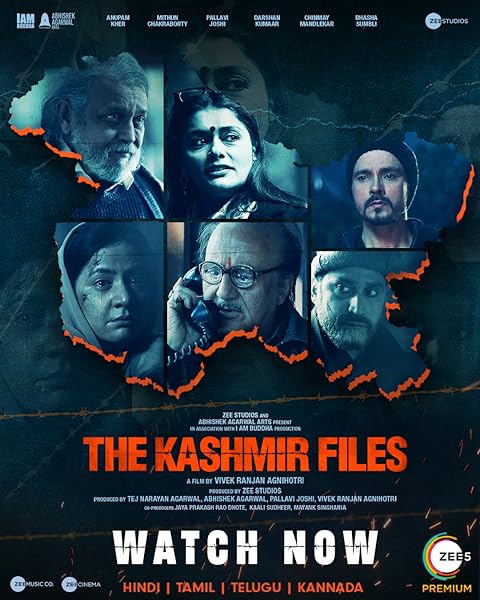 IAM
BUDDHA
ABHISHEK
AGARWAL
ARTS
ANUPAM
KHER
MITHUN
CHAKRABORTY
PALLAVI
JOSHI
DARSHAN
KUMAAR
CHINMAY
MANDLEKAR
BHASHA
SUMBLI
ZEE STUDIOS
ZEE STUDIOS AND
ABHISHEK AGARWAL ARTS PRESENT
IN ASSOCIATION WITH I AM BUDDHA PRODUCTION
THE KASHMIR FILES
A FILM BY VIVEK RANJAN AGNIHOTRI
PRODUCED BY ZEE STUDIOS
PRODUCED BY TEJ NARAYAN AGARWAL, ABHISHEK AGARWAL, PALLAVI JOSHI, VIVEK RANJAN AGNIHOTRI
CO-PRODUCERS JAYA PRAKASH RAO DHOTE, KAALI SUDHEER, MAYANK SINGHANIA
WATCH NOW
ZEE MUSIC CO.
ZEE CINEMA
HINDI | TAMIL | TELUGU | KANNADA
ZEE5
PREMIUM